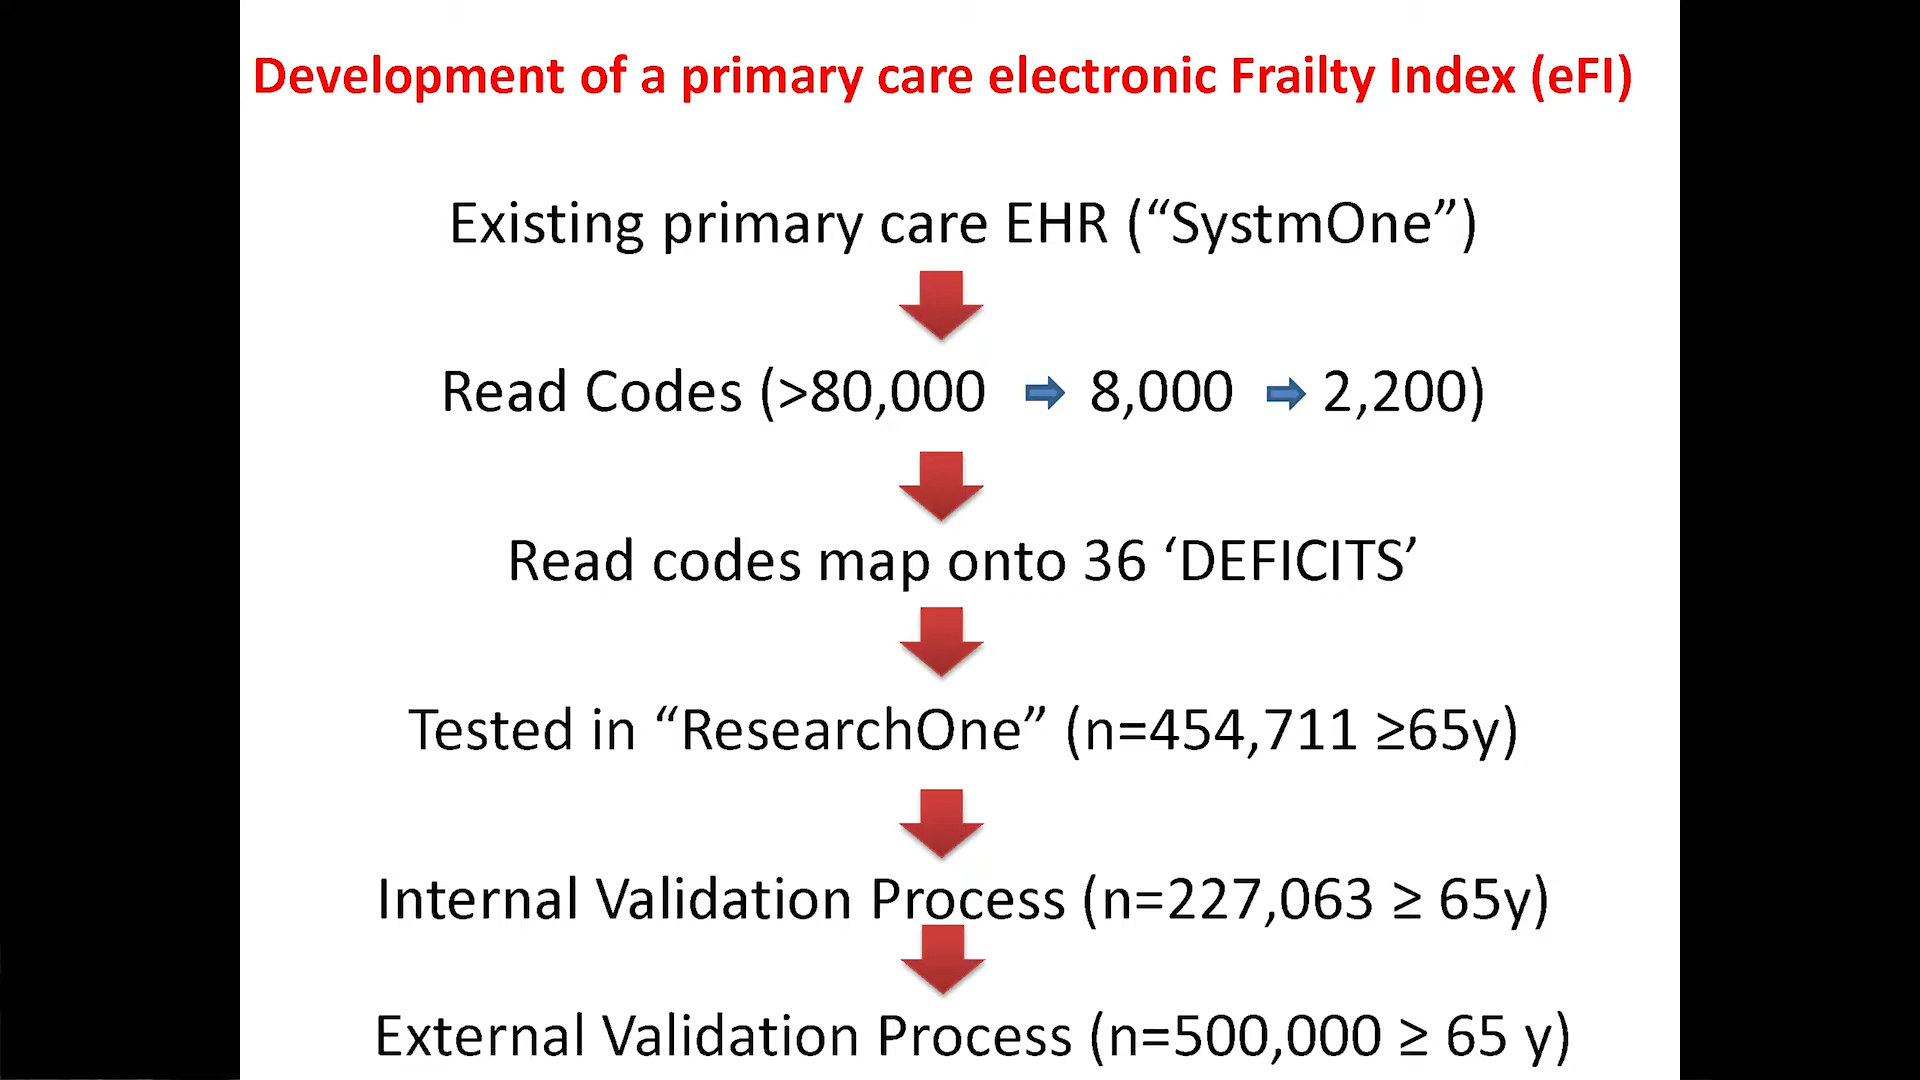 Development of a primary care electronic Frailty Index (eFI)
Existing primary care EHR (“SystmOne”)
Read Codes (>80,000 8,000 2,200)
Read codes map onto 36 ‘DEFICITS’
Tested in “ResearchOne” (n=454,711 ≥65y)
Internal Validation Process (n=227,063 ≥ 65y)
External Validation Process (n=500,000 ≥ 65 y)